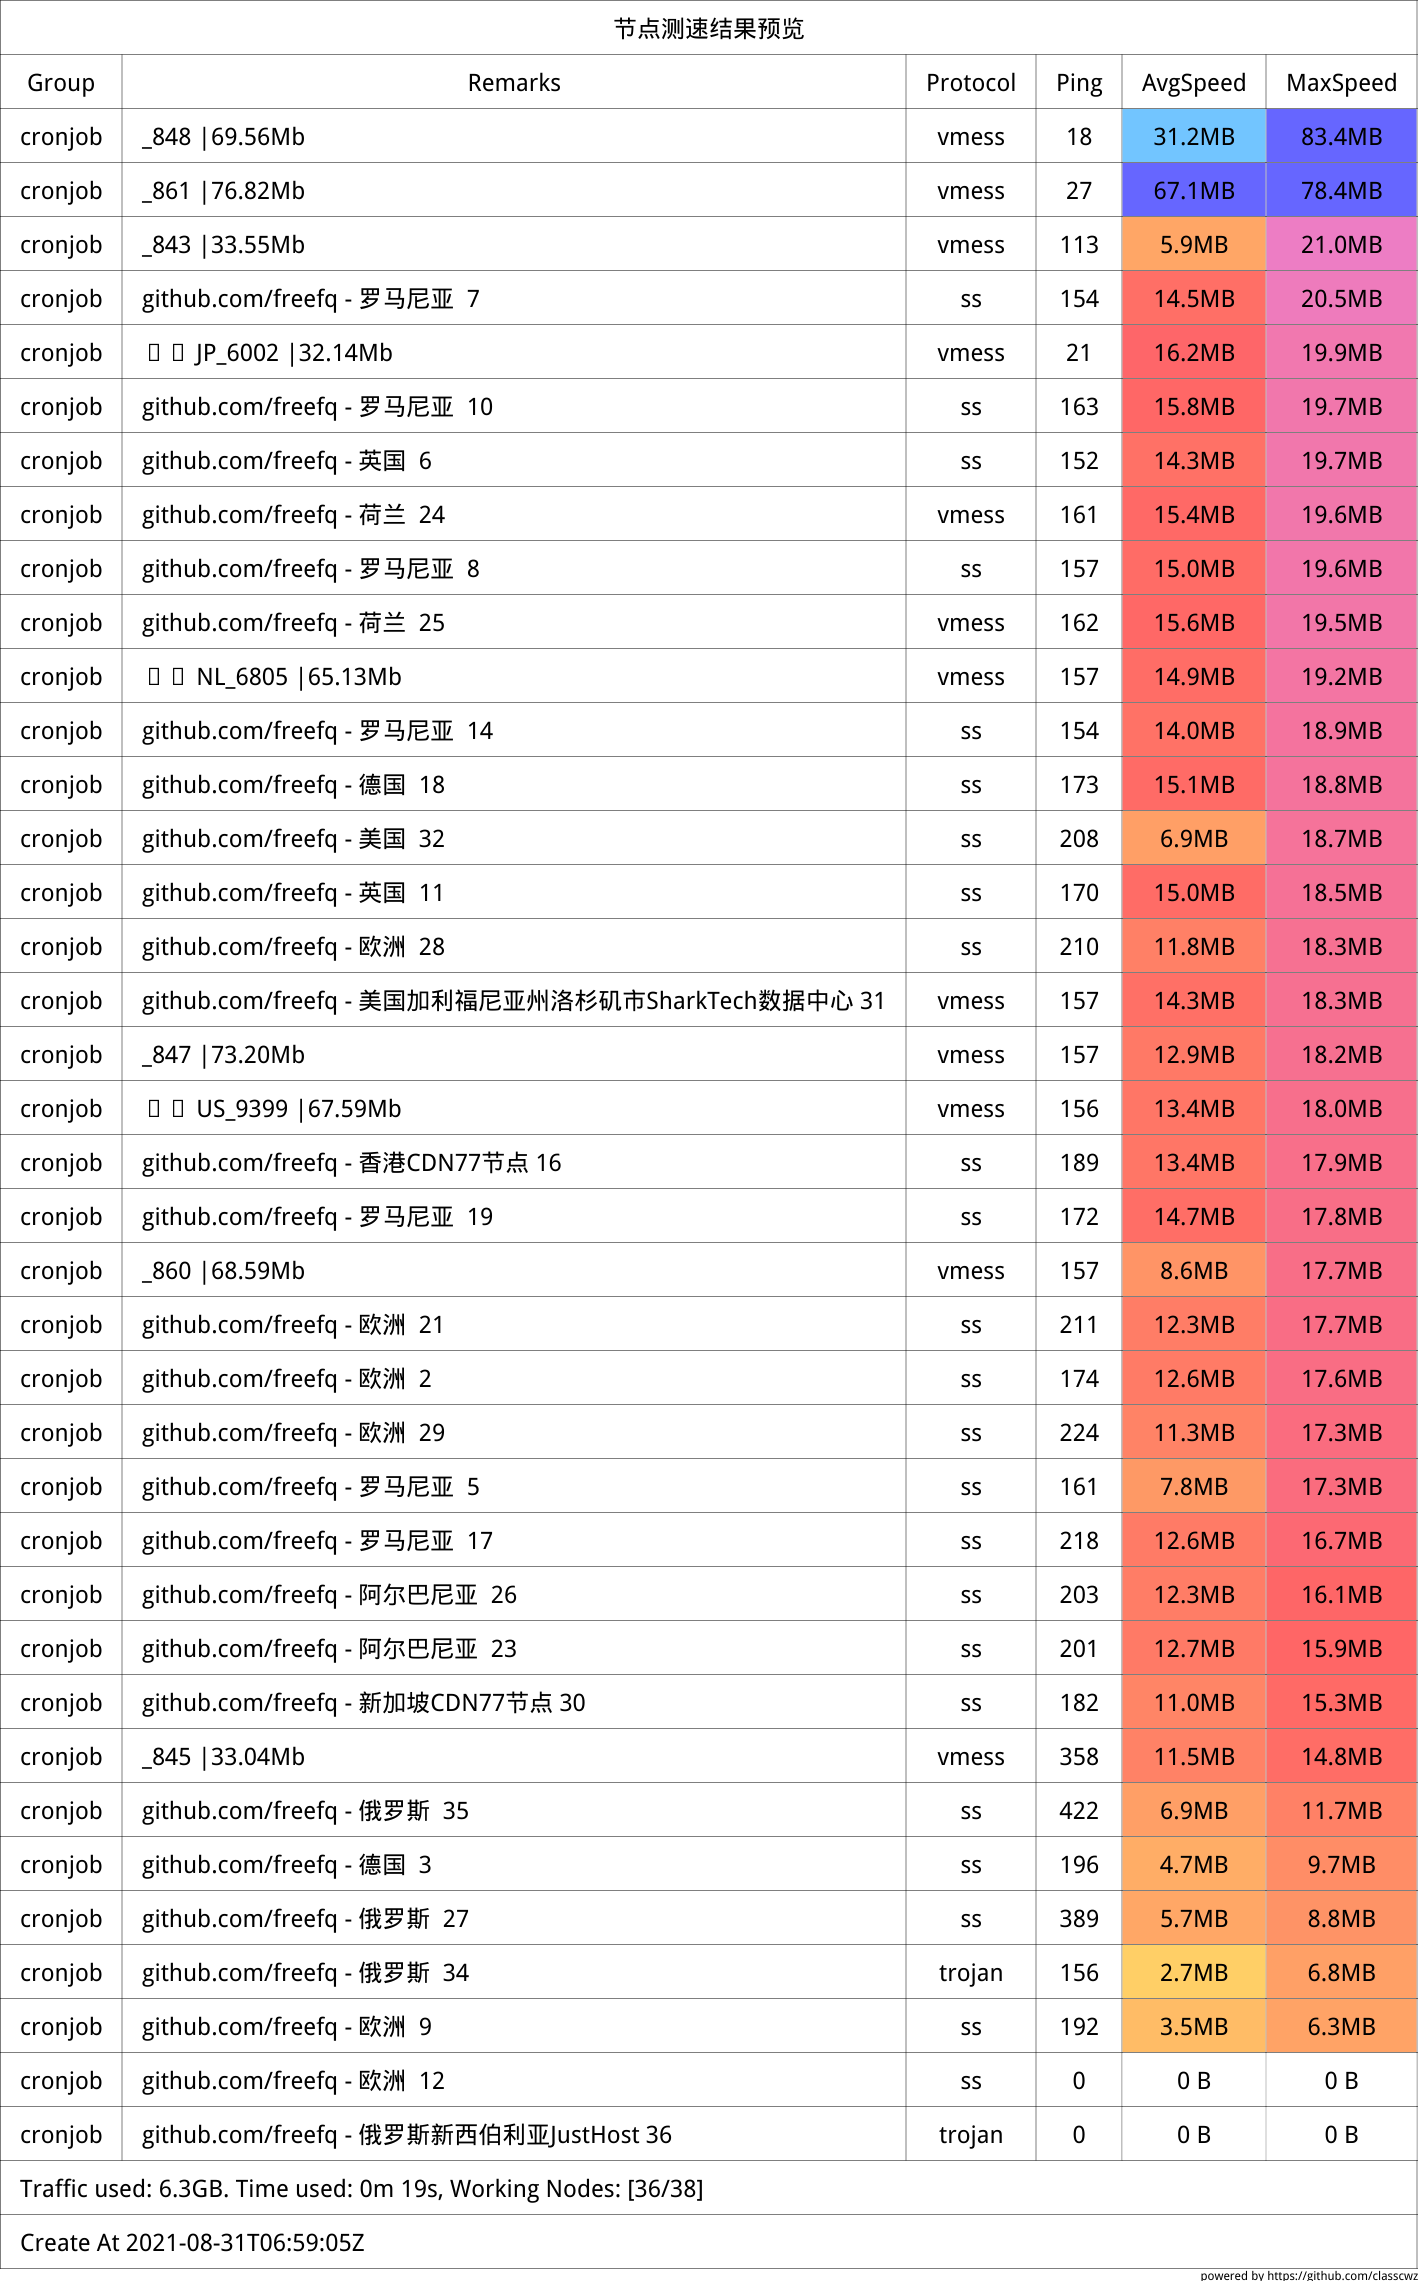 节点测速结果预览
Group Remarks Protocol Ping AvgSpeed MaxSpeed
cronjob _848 |69.56Mb vmess 18 31.2MB 83.4MB
cronjob _861 |76.82Mb vmess 27 67.1MB 78.4MB
cronjob _843 |33.55Mb vmess 113 5.9MB 21.0MB
cronjob github.com/freefq - 罗马尼亚 7 ss 154 14.5MB 20.5MB
cronjob JP_6002 |32.14Mb vmess 21 16.2MB 19.9MB
cronjob github.com/freefq - 罗马尼亚 10 ss 163 15.8MB 19.7MB
cronjob github.com/freefq - 英国 6 ss 152 14.3MB 19.7MB
cronjob github.com/freefq - 荷兰 24 vmess 161 15.4MB 19.6MB
cronjob github.com/freefq - 罗马尼亚 8 ss 157 15.0MB 19.6MB
cronjob github.com/freefq - 荷兰 25 vmess 162 15.6MB 19.5MB
cronjob NL_6805 |65.13Mb vmess 157 14.9MB 19.2MB
cronjob github.com/freefq - 罗马尼亚 14 ss 154 14.0MB 18.9MB
cronjob github.com/freefq - 德国 18 ss 173 15.1MB 18.8MB
cronjob github.com/freefq - 美国 32 ss 208 6.9MB 18.7MB
cronjob github.com/freefq - 英国 11 ss 170 15.0MB 18.5MB
cronjob github.com/freefq - 欧洲 28 ss 210 11.8MB 18.3MB
cronjob github.com/freefq - 美国加利福尼亚州洛杉矶市SharkTech数据中心 31 vmess 157 14.3MB 18.3MB
cronjob _847 |73.20Mb vmess 157 12.9MB 18.2MB
cronjob US_9399 |67.59Mb vmess 156 13.4MB 18.0MB
cronjob github.com/freefq - 香港CDN77节点 16 ss 189 13.4MB 17.9MB
cronjob github.com/freefq - 罗马尼亚 19 ss 172 14.7MB 17.8MB
cronjob _860 |68.59Mb vmess 157 8.6MB 17.7MB
cronjob github.com/freefq - 欧洲 21 ss 211 12.3MB 17.7MB
cronjob github.com/freefq - 欧洲 2 ss 174 12.6MB 17.6MB
cronjob github.com/freefq - 欧洲 29 ss 224 11.3MB 17.3MB
cronjob github.com/freefq - 罗马尼亚 5 ss 161 7.8MB 17.3MB
cronjob github.com/freefq - 罗马尼亚 17 ss 218 12.6MB 16.7MB
cronjob github.com/freefq - 阿尔巴尼亚 26 ss 203 12.3MB 16.1MB
cronjob github.com/freefq - 阿尔巴尼亚 23 ss 201 12.7MB 15.9MB
cronjob github.com/freefq - 新加坡CDN77节点 30 ss 182 11.0MB 15.3MB
cronjob _845 |33.04Mb vmess 358 11.5MB 14.8MB
cronjob github.com/freefq - 俄罗斯 35 ss 422 6.9MB 11.7MB
cronjob github.com/freefq - 德国 3 ss 196 4.7MB 9.7MB
cronjob github.com/freefq - 俄罗斯 27 ss 389 5.7MB 8.8MB
cronjob github.com/freefq - 俄罗斯 34 trojan 156 2.7MB 6.8MB
cronjob github.com/freefq - 欧洲 9 ss 192 3.5MB 6.3MB
cronjob github.com/freefq - 欧洲 12 ss 0 0 B 0 B
cronjob github.com/freefq - 俄罗斯新西伯利亚JustHost 36 trojan 0 0 B 0 B
Traffic used: 6.3GB. Time used: 0m 19s, Working Nodes: [36/38]
Create At 2021-08-31T06:59:05Z
powered by https://github.com/classcwz